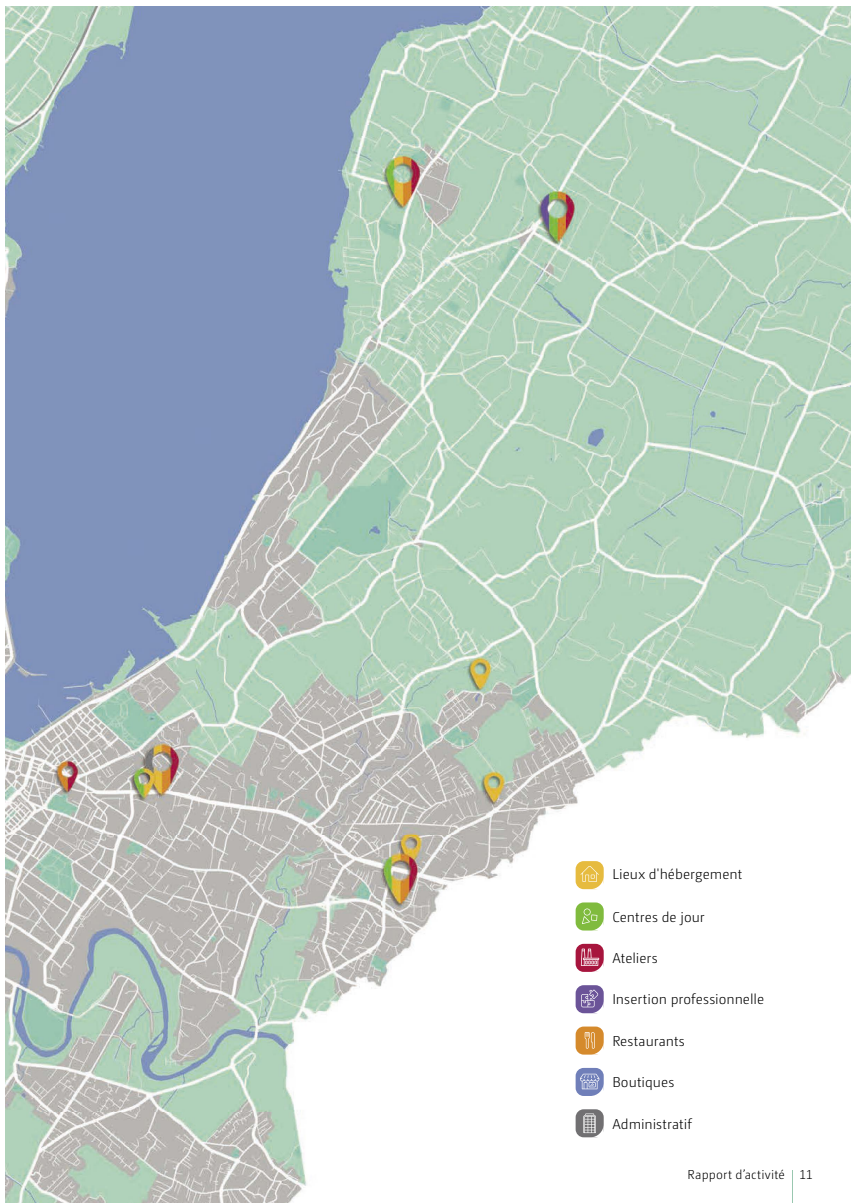 Lieux d'hébergement
Centres de jour
Ateliers
Insertion professionnelle
Restaurants
Boutiques
Administratif
Rapport d'activité 11